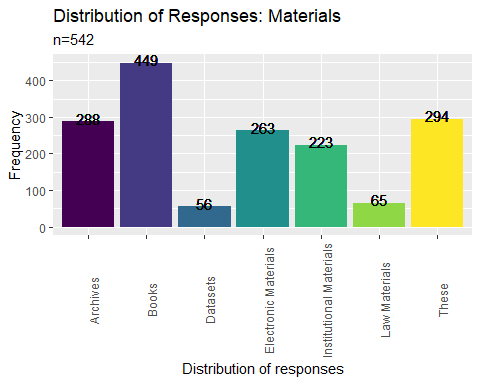 Distribution of Responses: Materials
n=542
Frequency
400
300
200
100
0
288
449
56
263
223
65
294
Archives
Books
Datasets
Electronic Materials
Institutional Materials
Law Materials
These
Distribution of responses